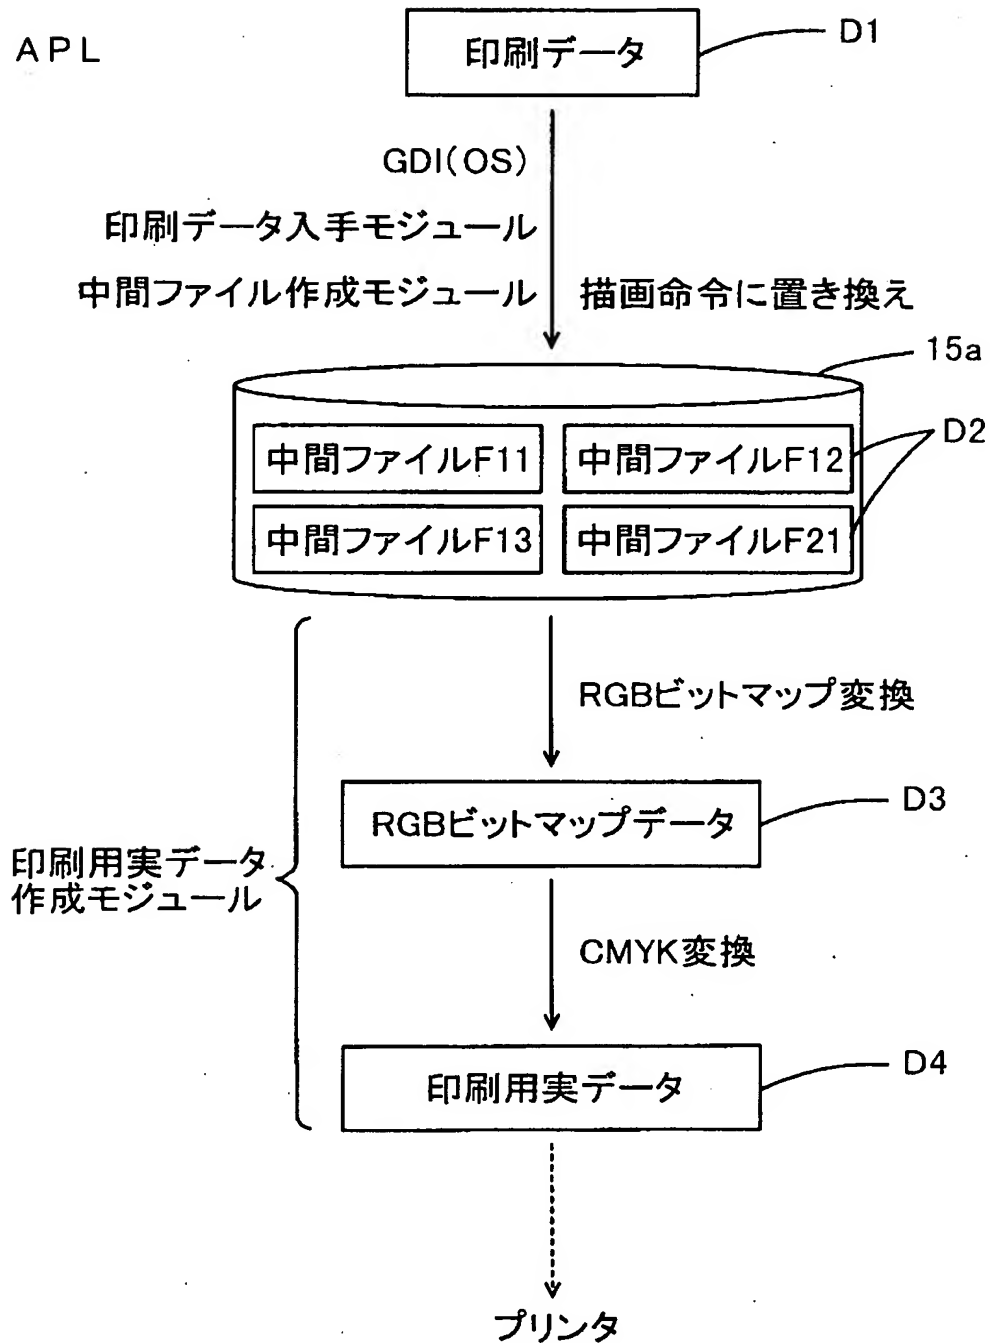 APL
印刷データ
D1
GDI(OS)
印刷データ入手モジュール
中間ファイル作成モジュール
描画命令に置き換え
15a
中間ファイルF11
中間ファイルF12
D2
中間ファイルF13
中間ファイルF21
RGBビットマップ変換
RGBビットマップデータ
D3
印刷用実データ
作成モジュール
CMYK変換
印刷用実データ
D4
プリンタ